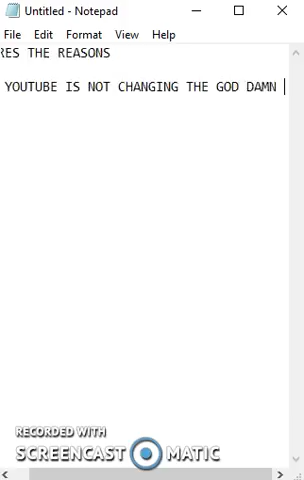 Untitled - Notepad
File Edit Format View Help
RES THE REASONS
YOUTUBE IS NOT CHANGING THE GOD DAMN
RECORDED WITH
SCREENCAST MATIC